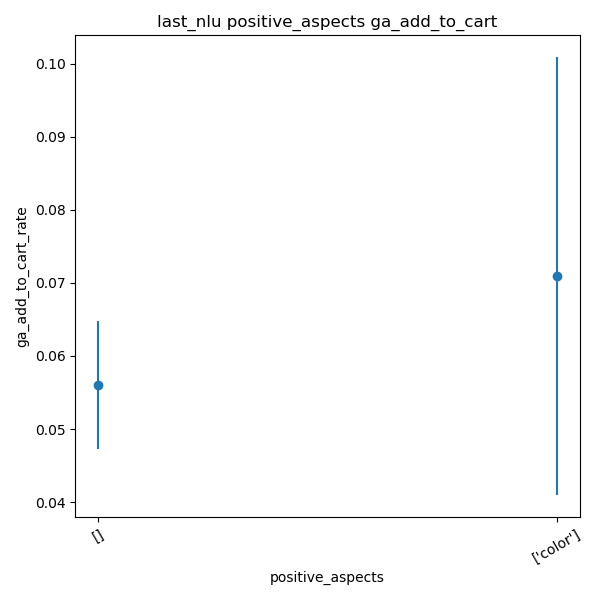 last_nlu positive_aspects ga_add_to_cart
0.10
0.09
0.08
0.07
0.06
0.05
0.04
ga_add_to_cart_rate
[]
['color']
positive_aspects